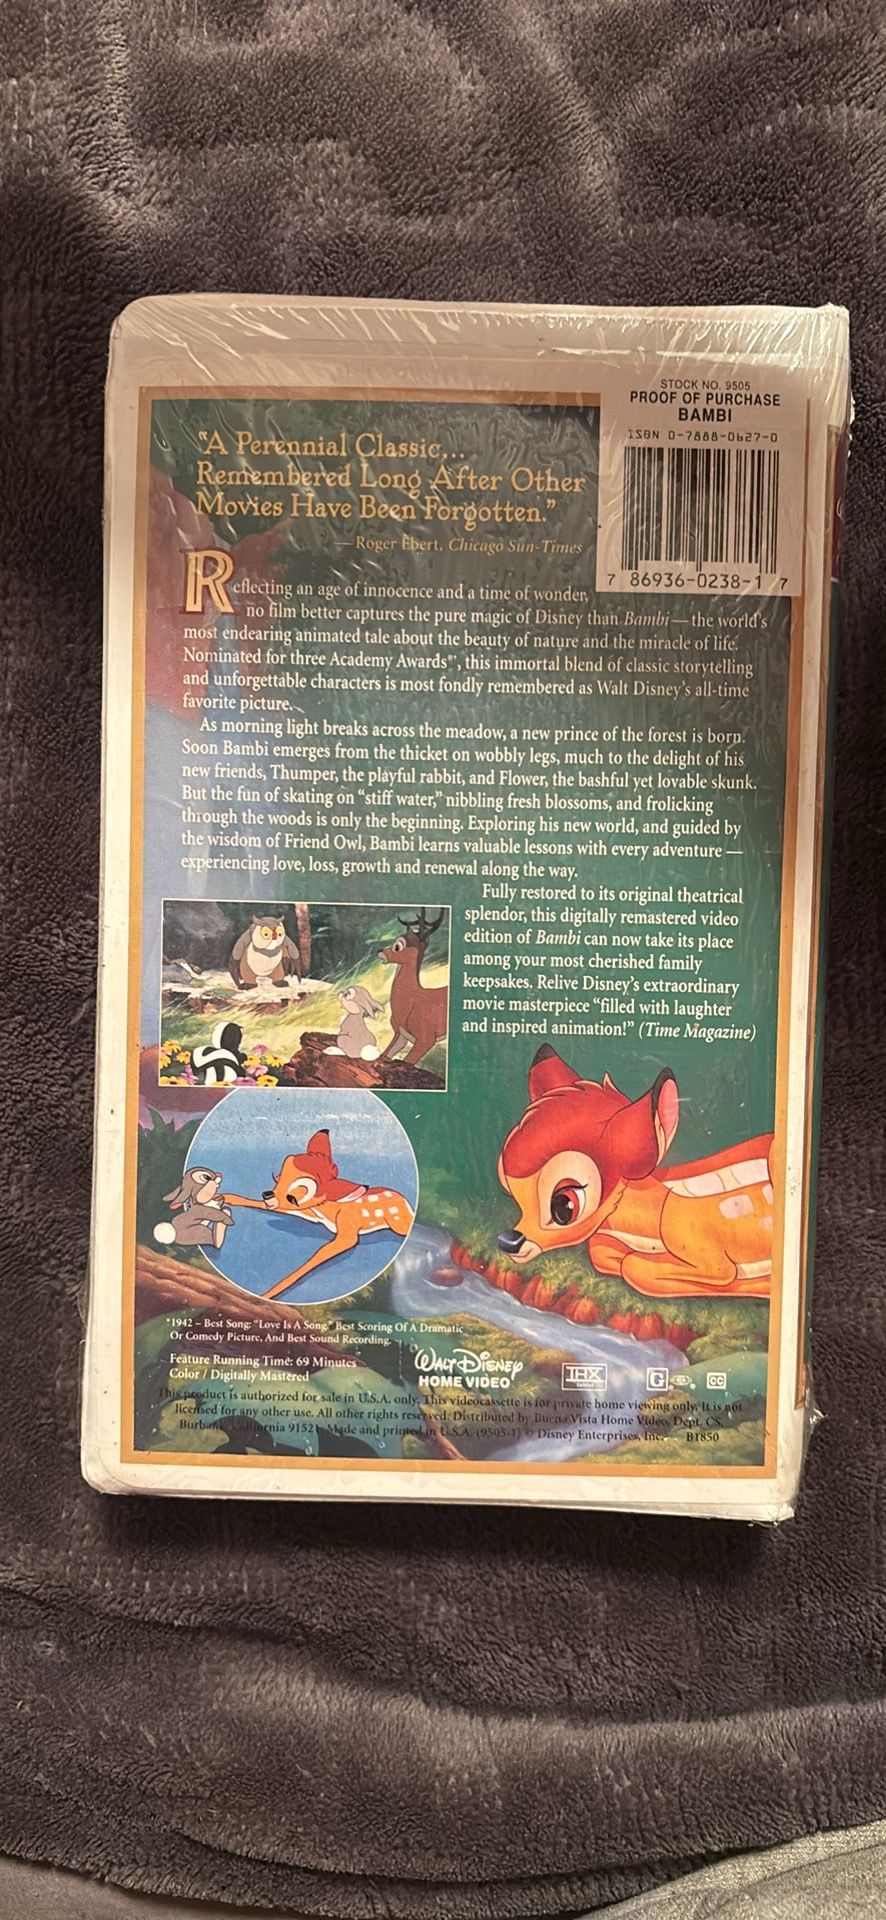 STOCK NO. 9505
PROOF OF PURCHASE
BAMBI
ISBN 0-7888-0627-0
7 86936-0238-1 7
"A Perennial Classic...
Remembered Long After Other
Movies Have Been Forgotten."
— Roger Ebert, Chicago Sun-Times
Reflecting an age of innocence and a time of wonder,
no film better captures the pure magic of Disney than Bambi — the world's
most endearing animated tale about the beauty of nature and the miracle of life.
Nominated for three Academy Awards®*, this immortal blend of classic storytelling
and unforgettable characters is most fondly remembered as Walt Disney's all-time
favorite picture.
As morning light breaks across the meadow, a new prince of the forest is born.
Soon Bambi emerges from the thicket on wobbly legs, much to the delight of his
new friends, Thumper, the playful rabbit, and Flower, the bashful yet lovable skunk.
But the fun of skating on "stiff water," nibbling fresh blossoms, and frolicking
through the woods is only the beginning. Exploring his new world, and guided by
the wisdom of Friend Owl, Bambi learns valuable lessons with every adventure —
experiencing love, loss, growth and renewal along the way.
Fully restored to its original theatrical
splendor, this digitally remastered video
edition of Bambi can now take its place
among your most cherished family
keepsakes. Relive Disney's extraordinary
movie masterpiece "filled with laughter
and inspired animation!" (Time Magazine)
*1942 – Best Song: "Love Is A Song," Best Scoring Of A Dramatic
Or Comedy Picture, And Best Sound Recording.
Feature Running Time: 69 Minutes
Color / Digitally Mastered
WALT DISNEY
HOME VIDEO
THX
G
CC
This product is authorized for sale in U.S.A. only. This videocassette is for private home viewing only. It is not
licensed for any other use. All other rights reserved. Distributed by Buena Vista Home Video, Dept. CS,
Burbank, California 91521. Made and printed in U.S.A. (9505-1) © Disney Enterprises, Inc. B1850